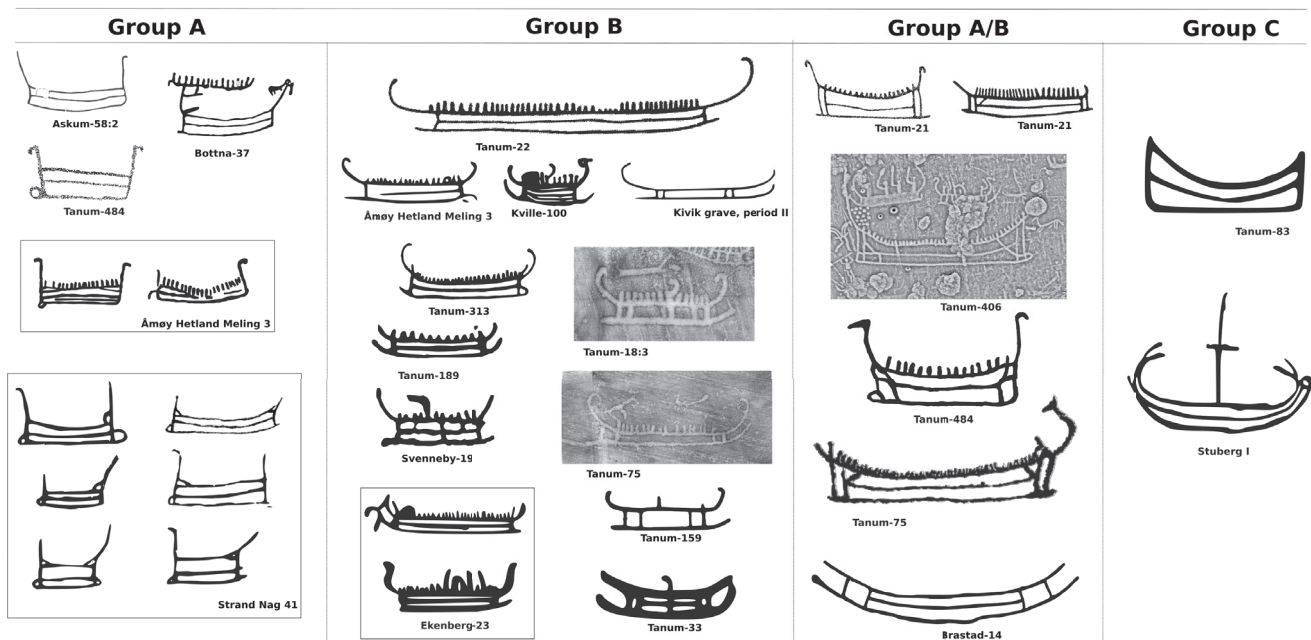 Group A
Group B
Group A/B
Group C
Askum-58:2
Bottna-37
Tanum-484
Åmøy Hetland Meling 3
Strand Nag 41
Tanum-22
Åmøy Hetland Meling 3
Kville-100
Kivik grave, period II
Tanum-313
Tanum-18:3
Tanum-189
Svenneby-19
Tanum-75
Tanum-159
Ekenberg-23
Tanum-33
Tanum-21
Tanum-21
Tanum-406
Tanum-484
Tanum-75
Brastad-14
Tanum-83
Stuberg I